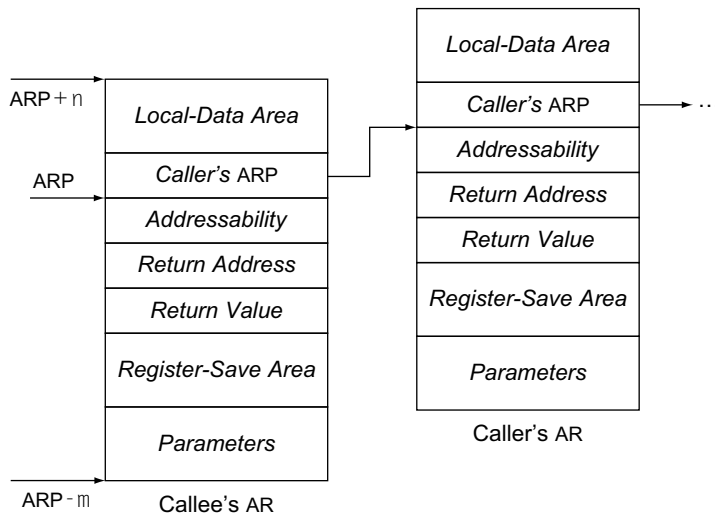 ARP+n
ARP
ARP-m
Local-Data Area
Caller's ARP
Addressability
Return Address
Return Value
Register-Save Area
Parameters
Callee's AR
Local-Data Area
Caller's ARP
..
Addressability
Return Address
Return Value
Register-Save Area
Parameters
Caller's AR